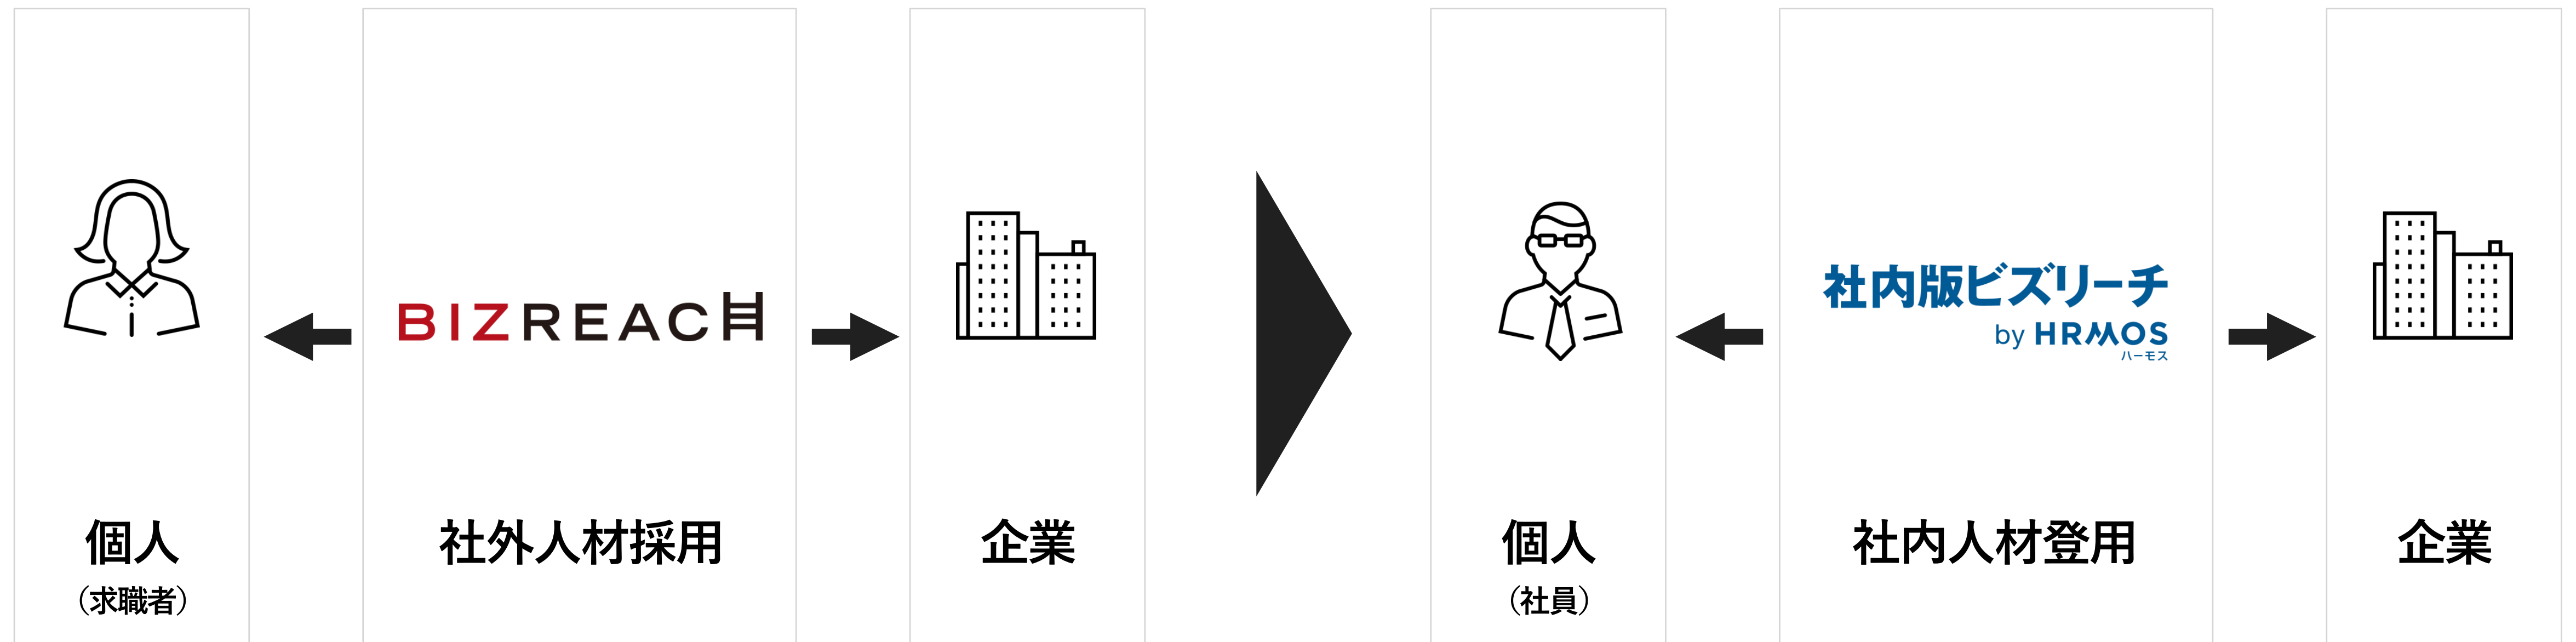 個人
(求職者)
BIZREACH
社外人材採用
企業
個人
(社員)
社内版ビズリーチ
by HRMOS
ハーモス
社内人材登用
企業